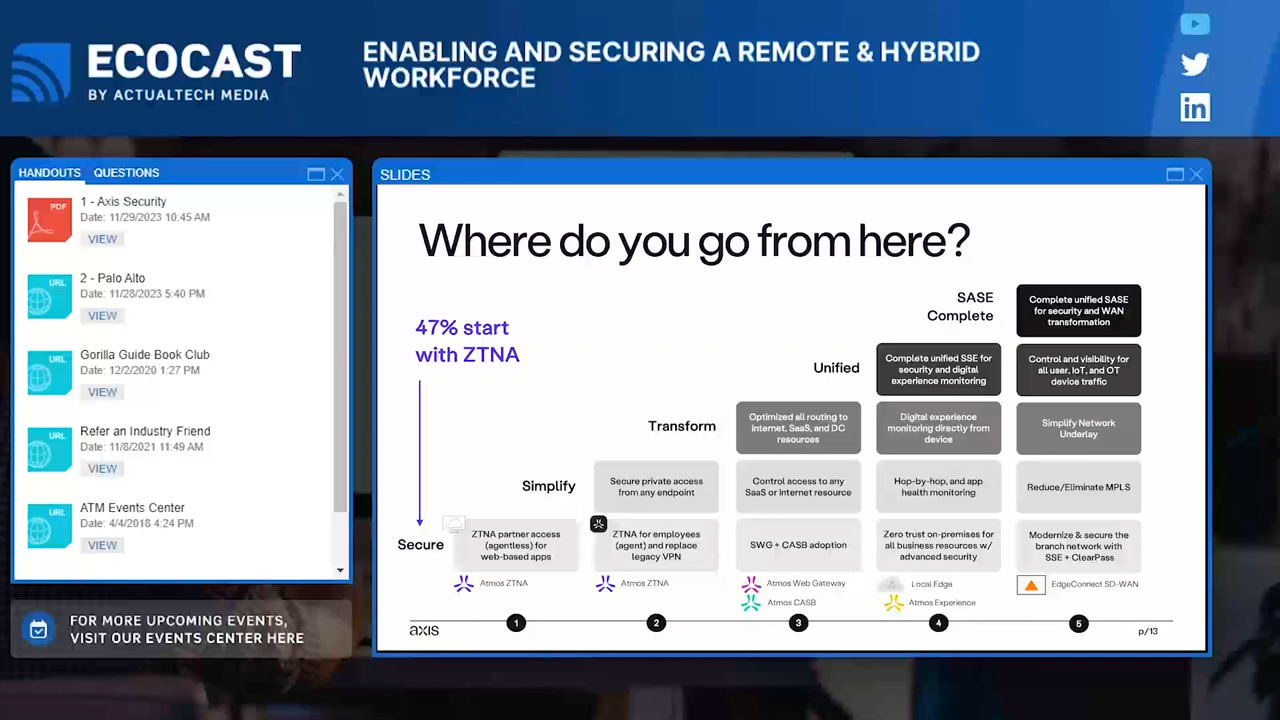 ECOCAST
BY ACTUALTECH MEDIA
ENABLING AND SECURING A REMOTE & HYBRID
WORKFORCE
in
HANDOUTS QUESTIONS
PDF
1 - Axis Security
Date: 11/29/2023 10:45 AM
VIEW
URL
2 - Palo Alto
Date: 11/28/2023 5:40 PM
VIEW
URL
Gorilla Guide Book Club
Date: 12/2/2020 1:27 PM
VIEW
URL
Refer an Industry Friend
Date: 11/8/2021 11:49 AM
VIEW
URL
ATM Events Center
Date: 4/4/2018 4:24 PM
VIEW
FOR MORE UPCOMING EVENTS,
VISIT OUR EVENTS CENTER HERE
SLIDES
Where do you go from here?
47% start
with ZTNA
SASE
Complete
Complete unified SASE
for security and WAN
transformation
Unified
Complete unified SSE for
security and digital
experience monitoring
Control and visibility for
all user, IoT, and OT
device traffic
Transform
Optimized all routing to
Internet, SaaS, and DC
resources
Digital experience
monitoring directly from
device
Simplify Network
Underlay
Simplify
Secure private access
from any endpoint
Control access to any
SaaS or Internet resource
Hop-by-hop, and app
health monitoring
Reduce/Eliminate MPLS
Secure
ZTNA partner access
(agentless) for
web-based apps
ZTNA for employees
(agent) and replace
legacy VPN
SWG + CASB adoption
Zero trust on-premises for
all business resources w/
advanced security
Modernize & secure the
branch network with
SSE + ClearPass
Atmos ZTNA
Atmos ZTNA
Atmos Web Gateway
Atmos CASB
Local Edge
Atmos Experience
EdgeConnect SD-WAN
axis
1
2
3
4
5
p/13